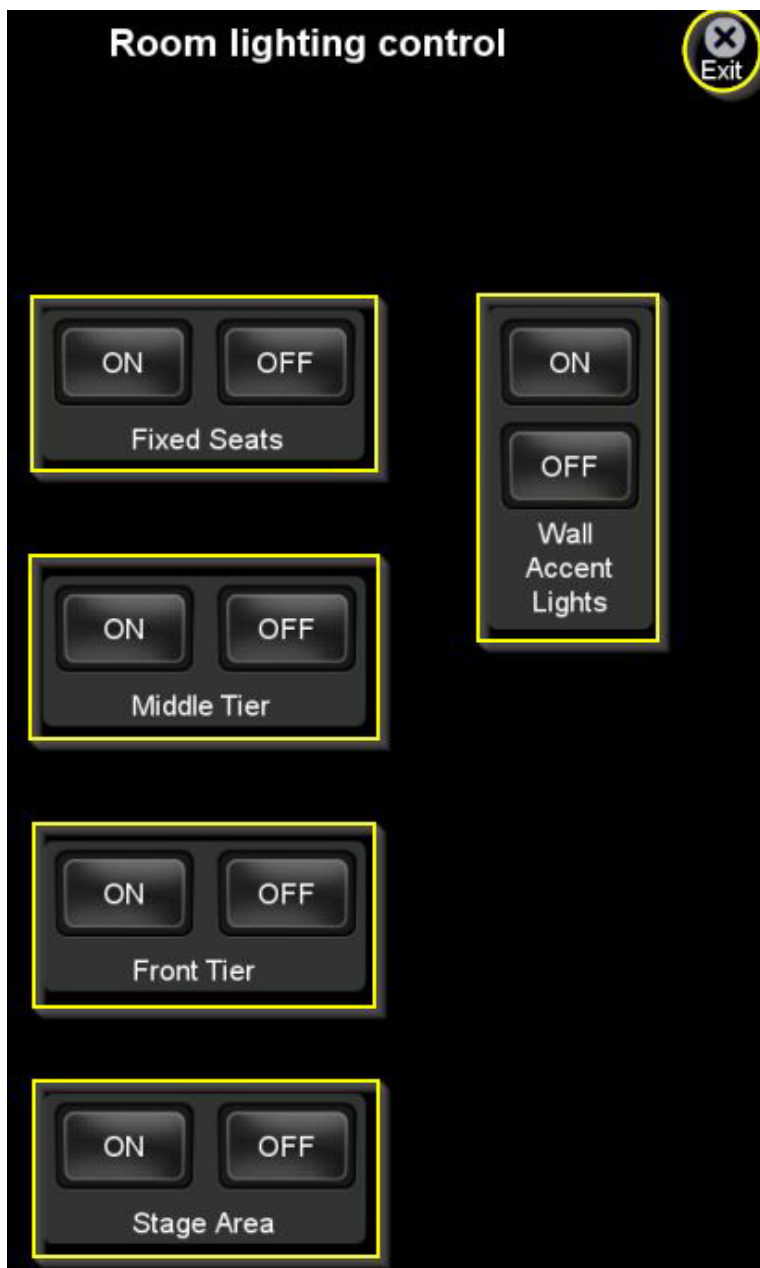 Room lighting control
Exit
ON OFF
Fixed Seats
ON
OFF
Wall
Accent
Lights
ON OFF
Middle Tier
ON OFF
Front Tier
ON OFF
Stage Area